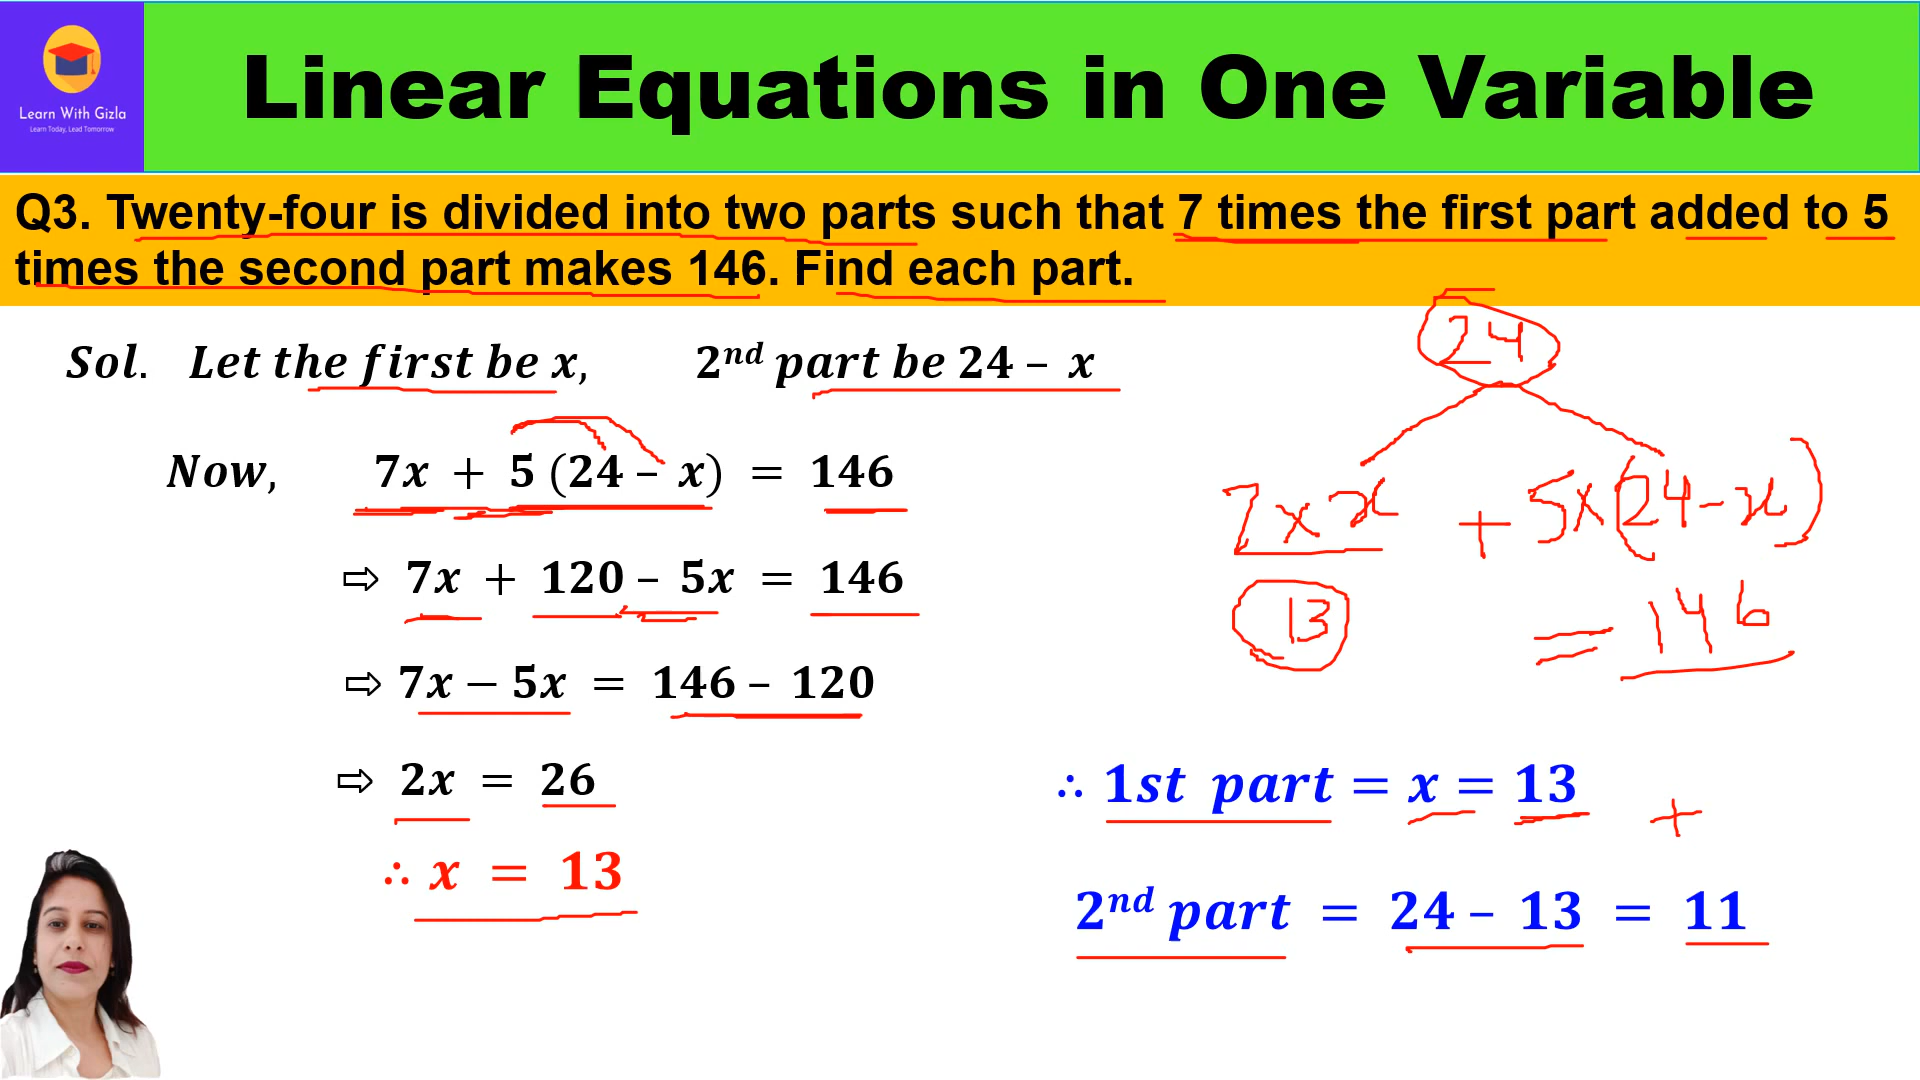 Linear Equations in One Variable
Learn With Gizla
Learn Today, Lead Tomorrow
Q3. Twenty-four is divided into two parts such that 7 times the first part added to 5
times the second part makes 146. Find each part.
Sol. Let the first be x, 2nd part be 24 – x
24
Now, 7x + 5 (24 – x) = 146
7 × x + 5 × (24 – x)
⇨ 7x + 120 – 5x = 146
13 = 146
⇨ 7x − 5x = 146 – 120
⇨ 2x = 26
∴ 1st part = x = 13 +
∴ x = 13
2nd part = 24 – 13 = 11